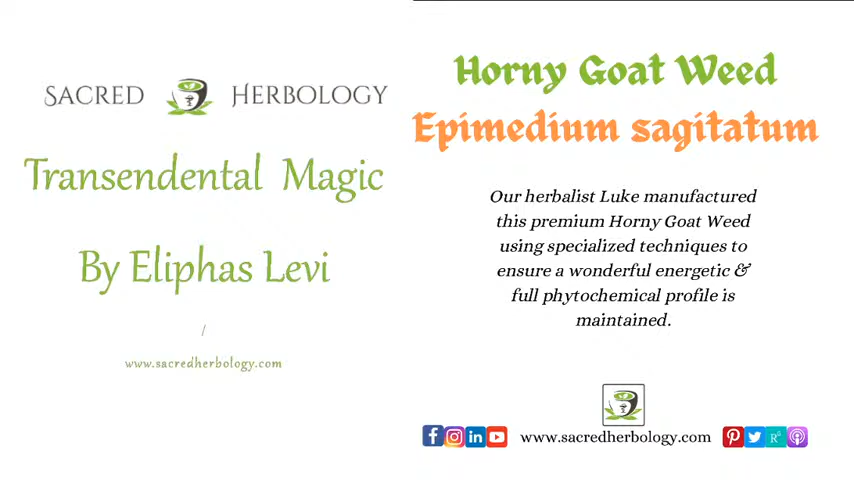 SACRED HERBOLOGY
Transendental Magic
By Eliphas Levi
/
www.sacredherbology.com
Horny Goat Weed
Epimedium sagitatum
Our herbalist Luke manufactured
this premium Horny Goat Weed
using specialized techniques to
ensure a wonderful energetic &
full phytochemical profile is
maintained.
www.sacredherbology.com